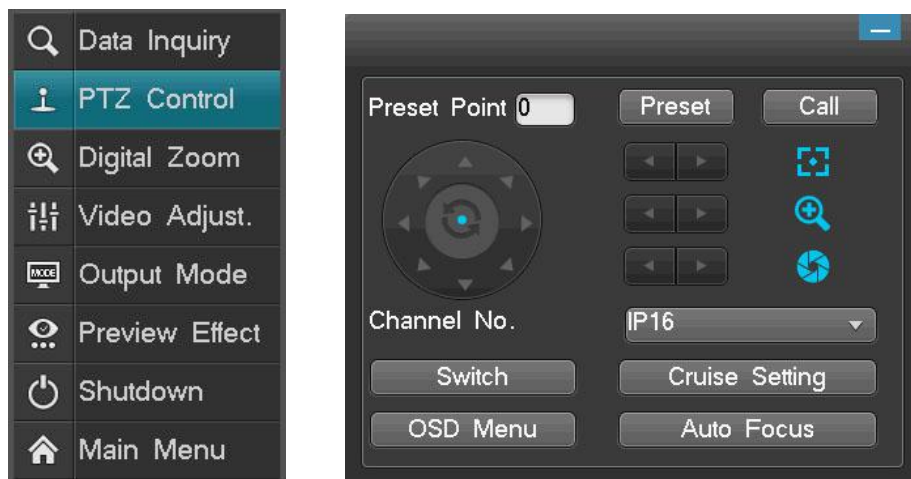 Data Inquiry
PTZ Control
Digital Zoom
Video Adjust.
MODE Output Mode
Preview Effect
Shutdown
Main Menu
Preset Point 0 Preset Call
Channel No. IP16
Switch Cruise Setting
OSD Menu Auto Focus